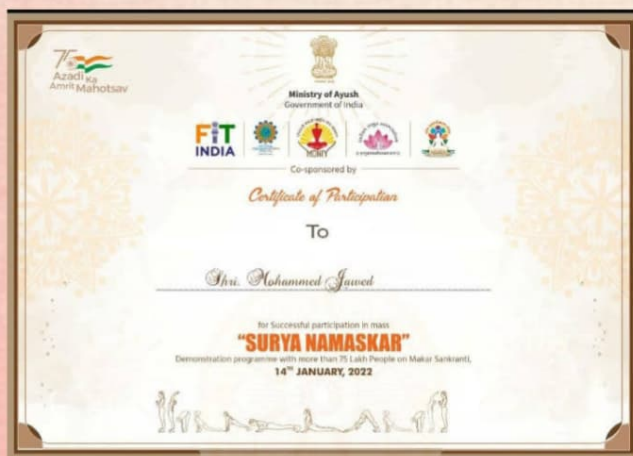 75
Azadi Ka
Amrit Mahotsav
Ministry of Ayush
Government of India
FIT
INDIA
Co-sponsored by
Certificate of Participation
To
Shri. Mohammed Jawed
for Successful participation in mass
“SURYA NAMASKAR”
Demonstration programme with more than 75 Lakh People on Makar Sankranti,
14TH JANUARY, 2022